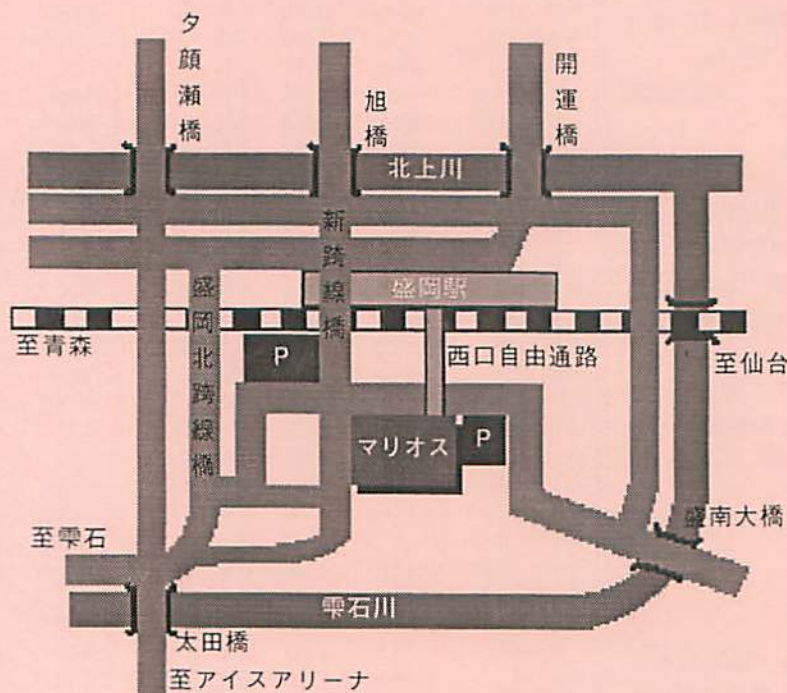 夕顔瀬橋
旭橋
開運橋
北上川
新跨線橋
盛岡駅
盛岡北跨線橋
至青森
P
西口自由通路
至仙台
マリオス
P
盛南大橋
至雫石
雫石川
太田橋
至アイスアリーナ